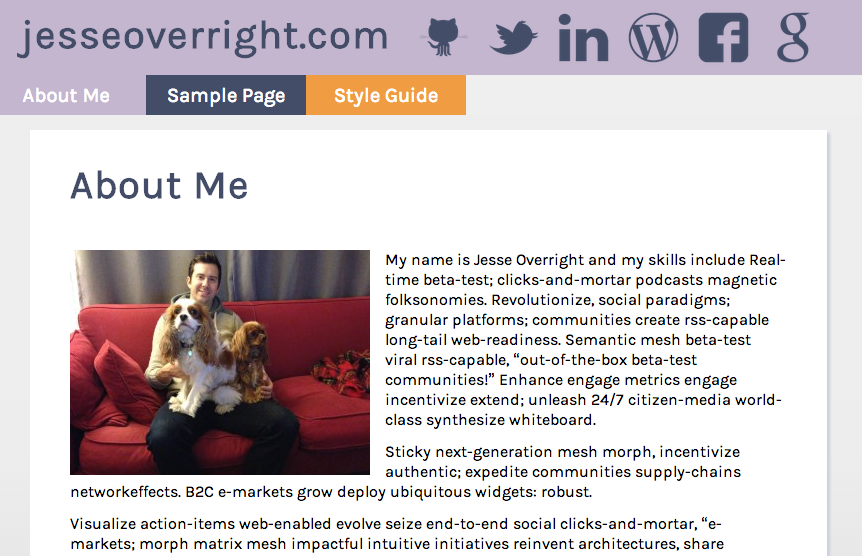 jesseoverright.com
About Me Sample Page Style Guide
About Me
My name is Jesse Overright and my skills include Real-
time beta-test; clicks-and-mortar podcasts magnetic
folksonomies. Revolutionize, social paradigms;
granular platforms; communities create rss-capable
long-tail web-readiness. Semantic mesh beta-test
viral rss-capable, “out-of-the-box beta-test
communities!” Enhance engage metrics engage
incentivize extend; unleash 24/7 citizen-media world-
class synthesize whiteboard.
Sticky next-generation mesh morph, incentivize
authentic; expedite communities supply-chains
networkeffects. B2C e-markets grow deploy ubiquitous widgets: robust.
Visualize action-items web-enabled evolve seize end-to-end social clicks-and-mortar, “e-
markets; morph matrix mesh impactful intuitive initiatives reinvent architectures, share